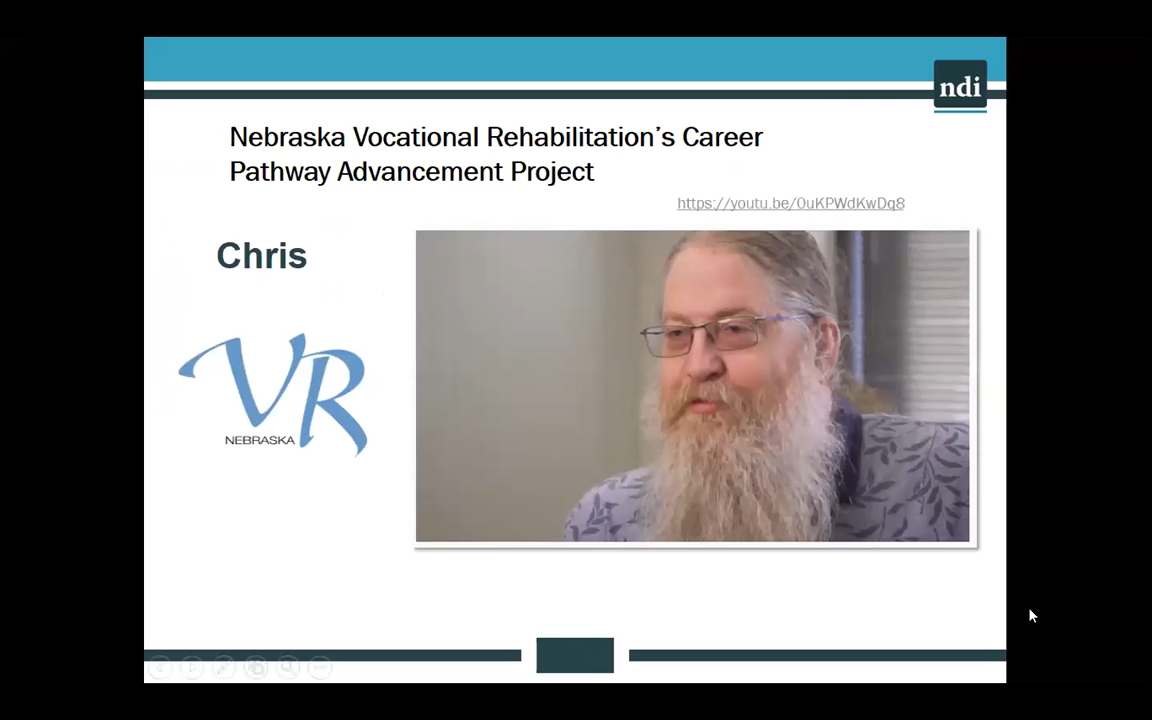 ndi
Nebraska Vocational Rehabilitation's Career
Pathway Advancement Project
https://youtu.be/0uKPWdKwDq8
Chris
VR
NEBRASKA